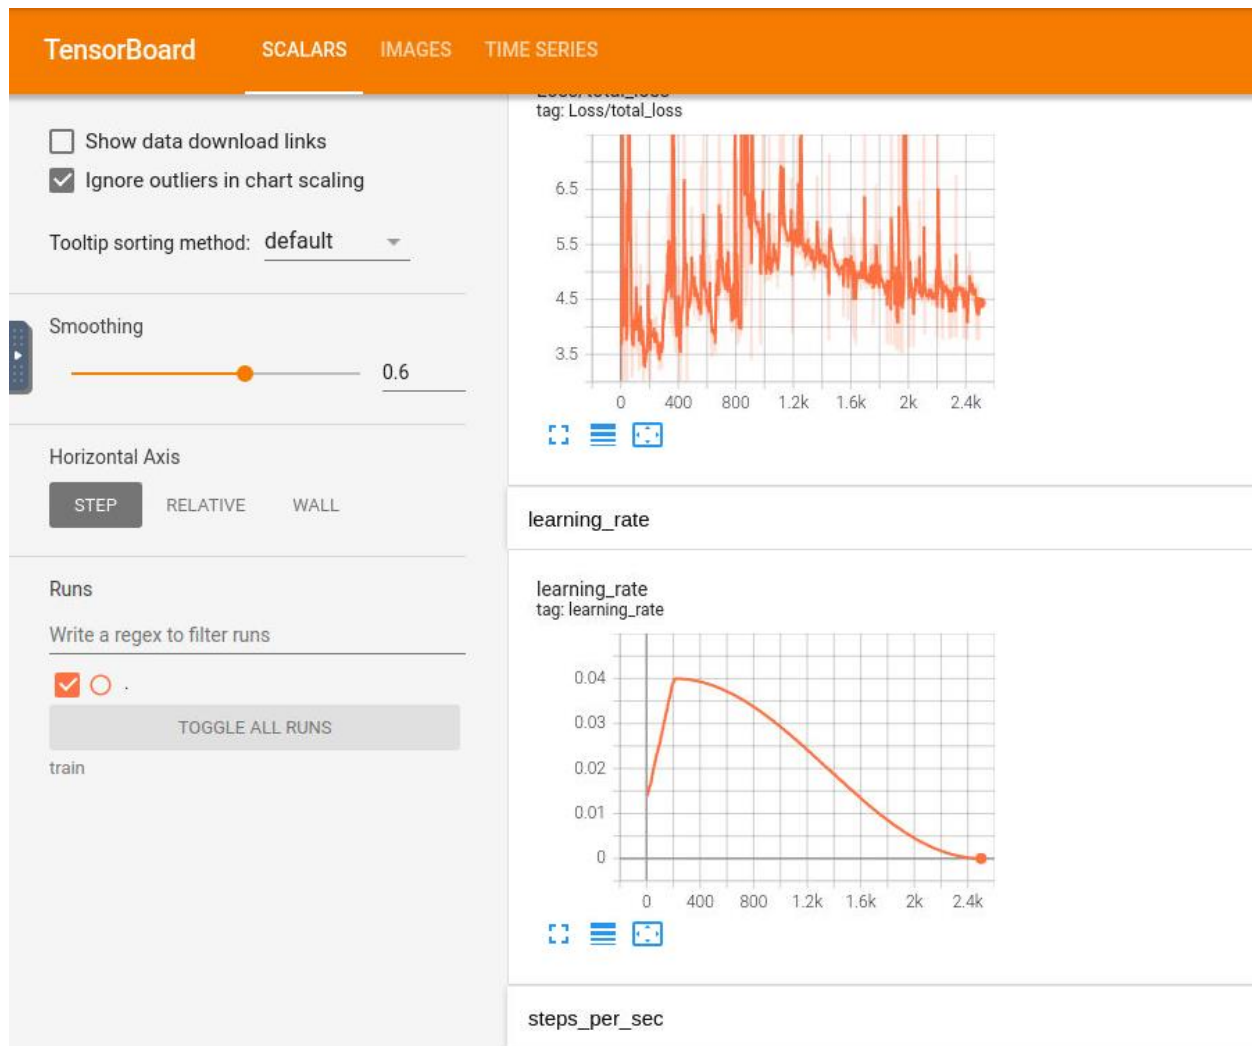 TensorBoard SCALARS IMAGES TIME SERIES
Show data download links
Ignore outliers in chart scaling
Tooltip sorting method: default
Smoothing
0.6
Horizontal Axis
STEP RELATIVE WALL
Runs
Write a regex to filter runs
.
TOGGLE ALL RUNS
train
Loss/total_loss
tag: Loss/total_loss
6.5
5.5
4.5
3.5
0 400 800 1.2k 1.6k 2k 2.4k
learning_rate
learning_rate
tag: learning_rate
0.04
0.03
0.02
0.01
0
0 400 800 1.2k 1.6k 2k 2.4k
steps_per_sec